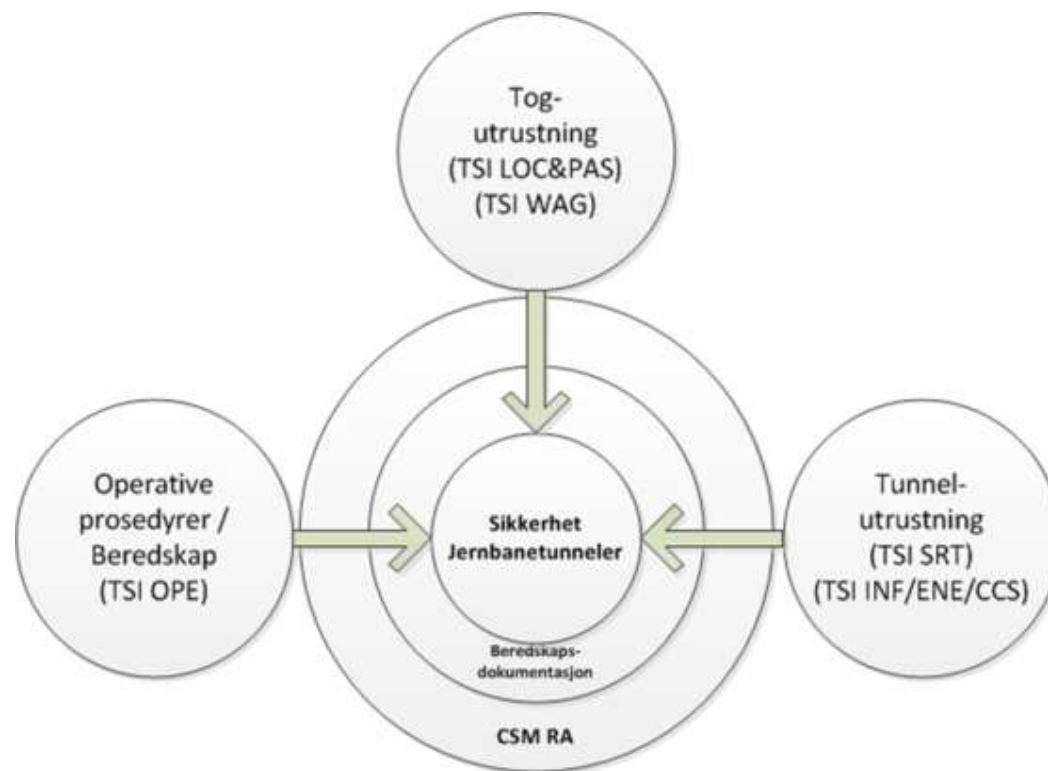 Tog-
utrustning
(TSI LOC&PAS)
(TSI WAG)
Operative
prosedyrer /
Beredskap
(TSI OPE)
Sikkerhet
Jernbanetunneler
Tunnel-
utrustning
(TSI SRT)
(TSI INF/ENE/CCS)
Beredskaps-
dokumentasjon
CSM RA